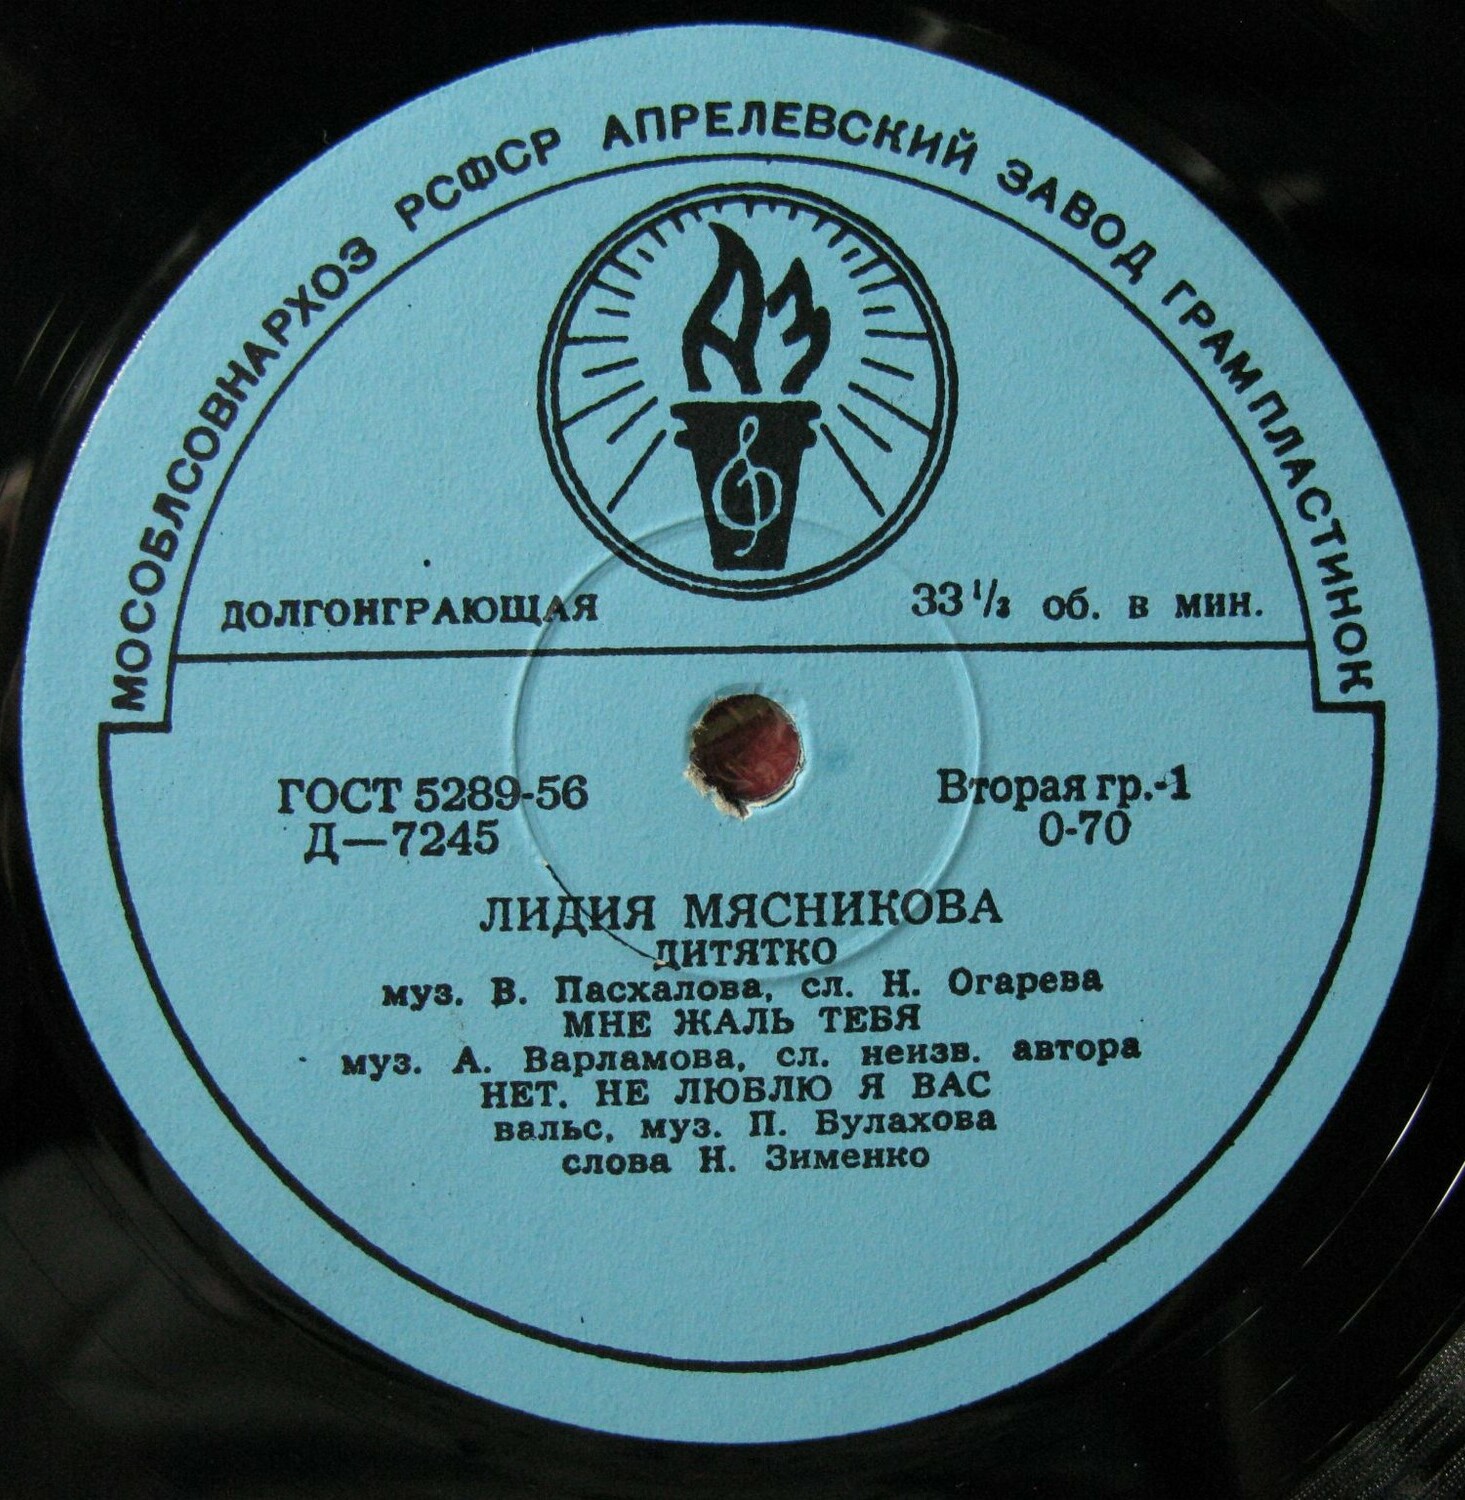 МОСОБЛСОВНАРХОЗ РСФСР АПРЕЛЕВСКИЙ ЗАВОД ГРАМПЛАСТИНОК
АЗ
ДОЛГОИГРАЮЩАЯ 33 1/3 об. в мин.
ГОСТ 5289-56 Вторая гр.-1
Д—7245 0-70
ЛИДИЯ МЯСНИКОВА
ДИТЯТКО
муз. В. Пасхалова, сл. Н. Огарева
МНЕ ЖАЛЬ ТЕБЯ
муз. А. Варламова, сл. неизв. автора
НЕТ. НЕ ЛЮБЛЮ Я ВАС
вальс, муз. П. Булахова
слова Н. Зименко